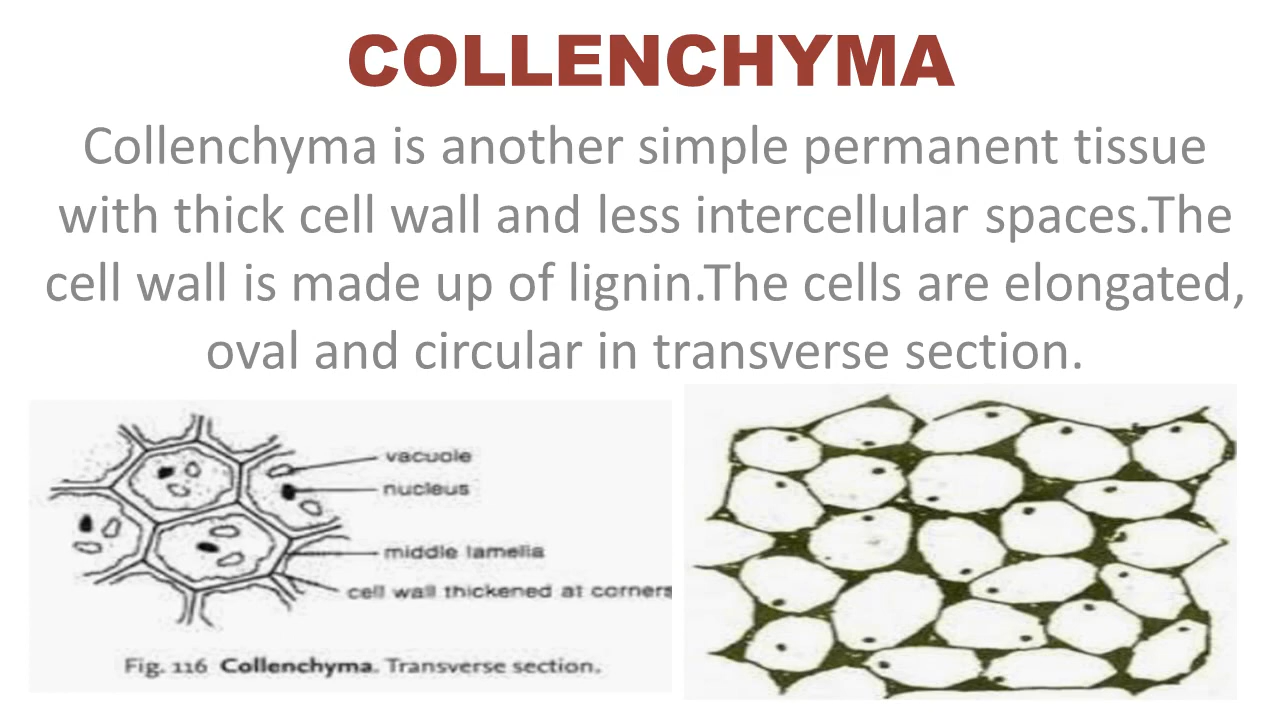 COLLENCHYMA
Collenchyma is another simple permanent tissue
with thick cell wall and less intercellular spaces.The
cell wall is made up of lignin.The cells are elongated,
oval and circular in transverse section.
vacuole
nucleus
middle lamella
cell wall thickened at corners
Fig. 116 Collenchyma. Transverse section.